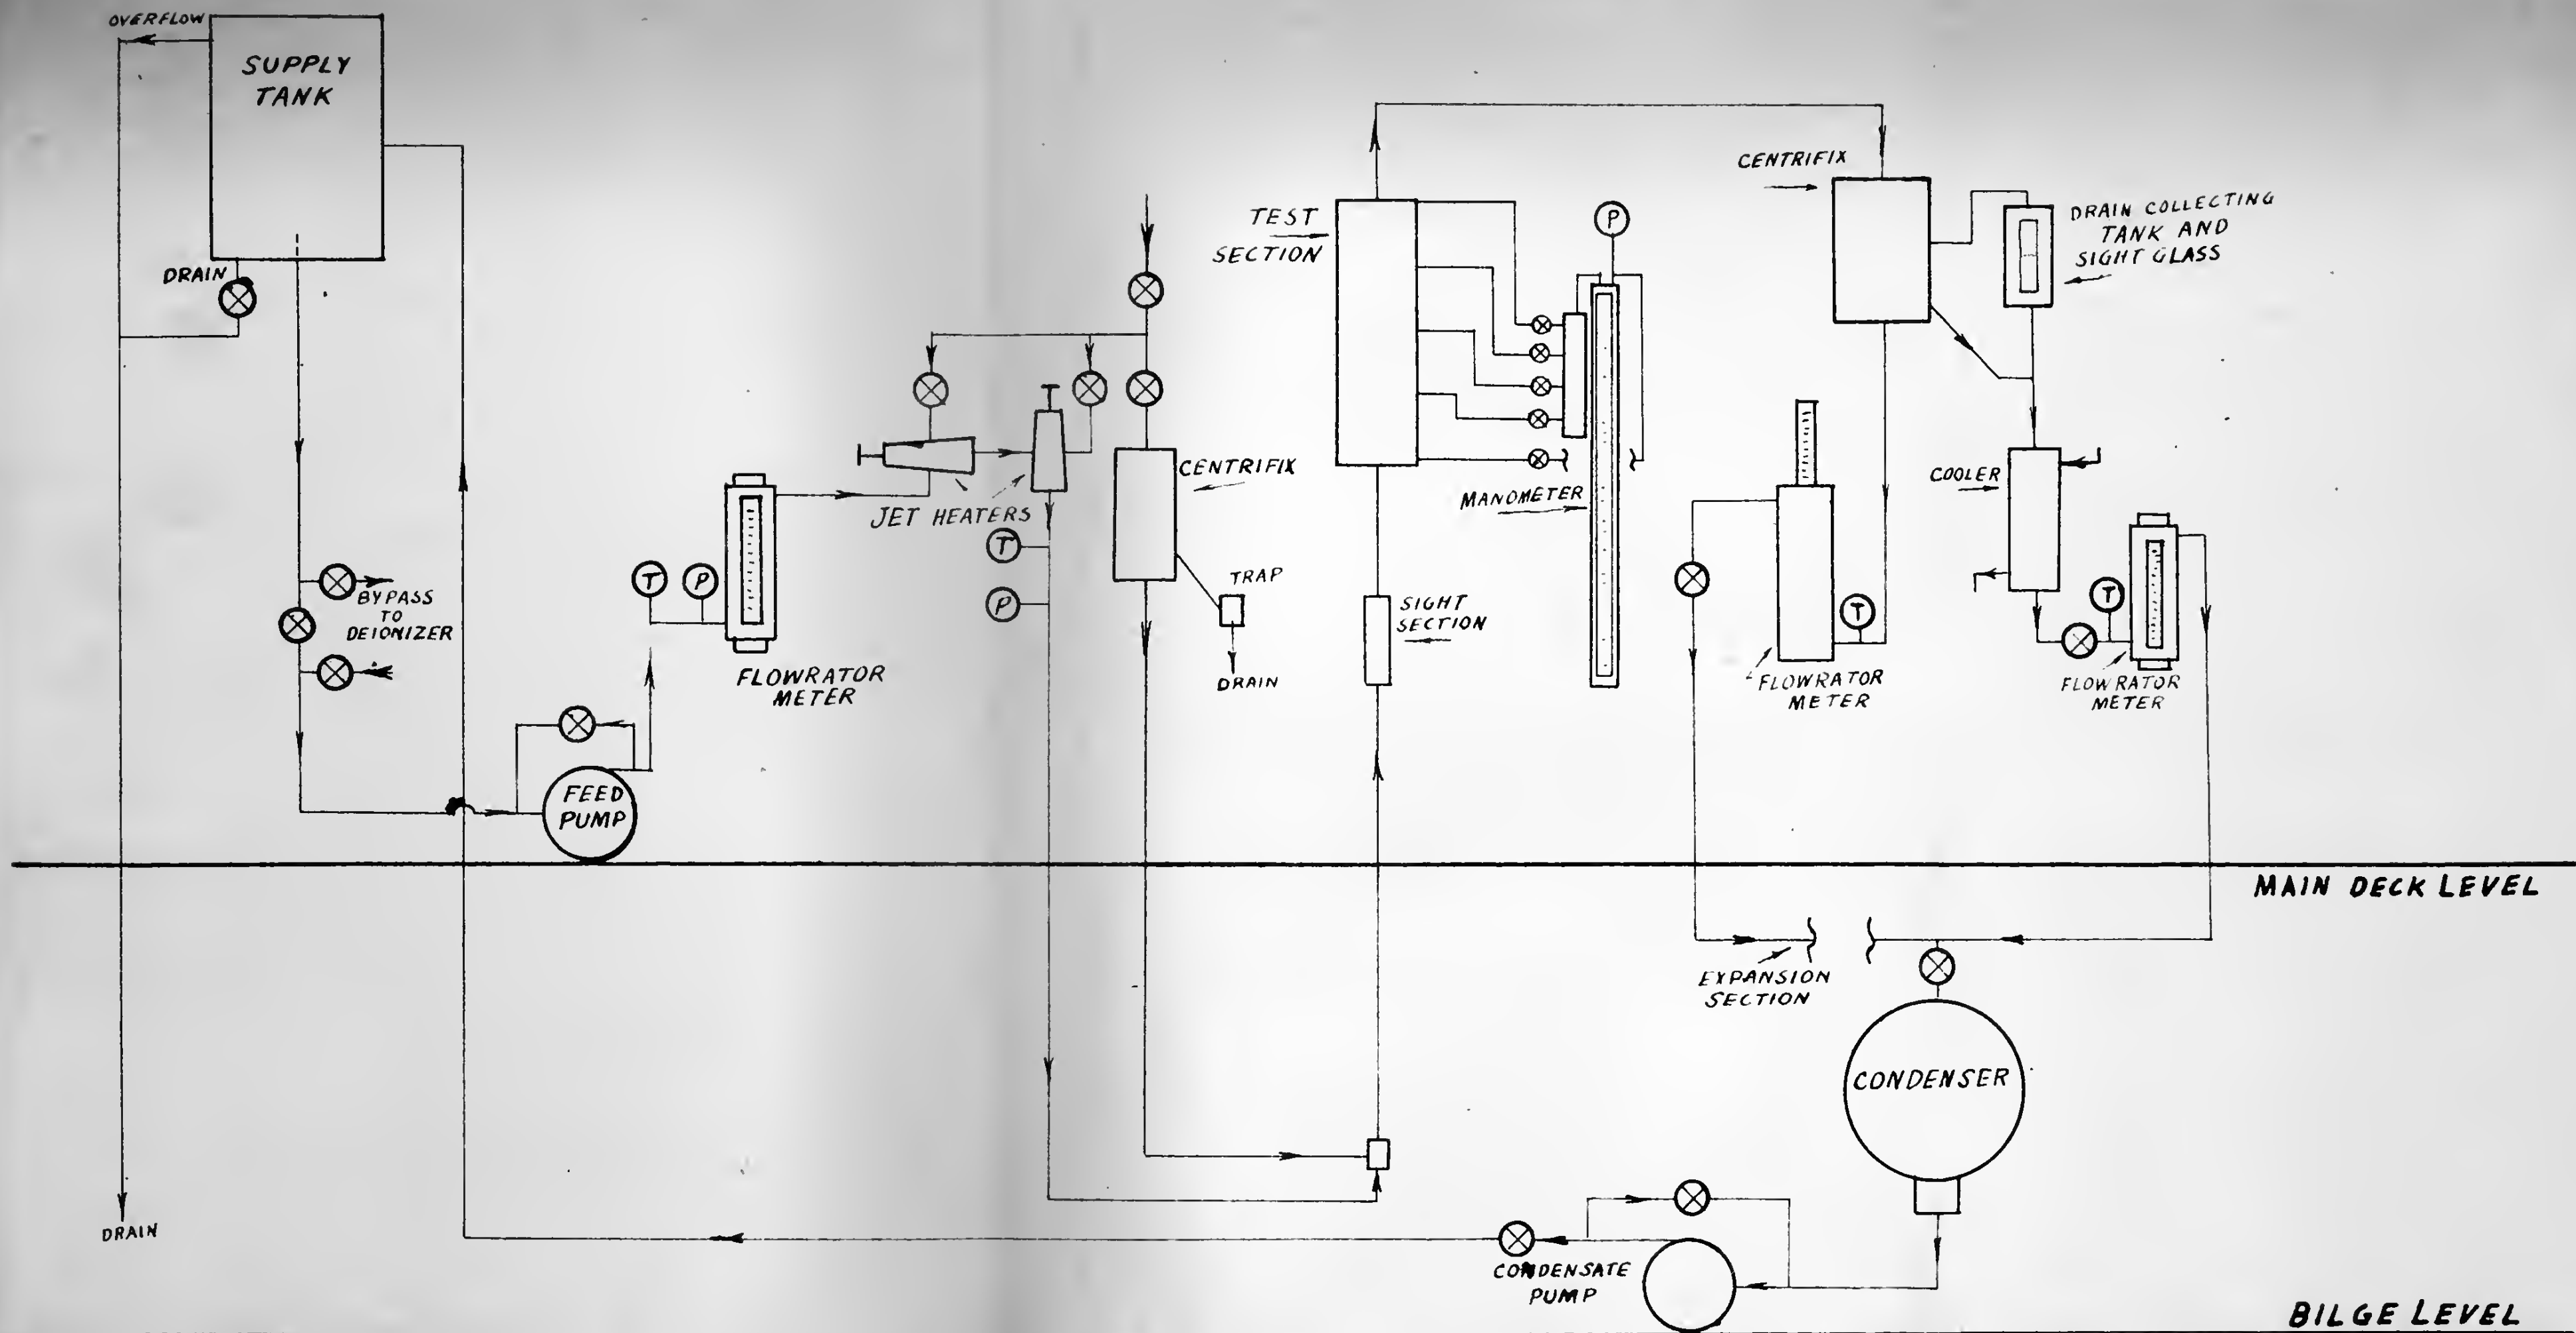 OVERFLOW
SUPPLY
TANK
DRAIN
BYPASS
TO
DEIONIZER
FEED
PUMP
T
P
FLOWRATOR
METER
JET HEATERS
T
P
CENTRIFIX
TRAP
DRAIN
TEST
SECTION
P
MANOMETER
SIGHT
SECTION
CENTRIFIX
DRAIN COLLECTING
TANK AND
SIGHT GLASS
COOLER
T
FLOWRATOR
METER
T
FLOWRATOR
METER
MAIN DECK LEVEL
EXPANSION
SECTION
CONDENSER
DRAIN
CONDENSATE
PUMP
BILGE LEVEL